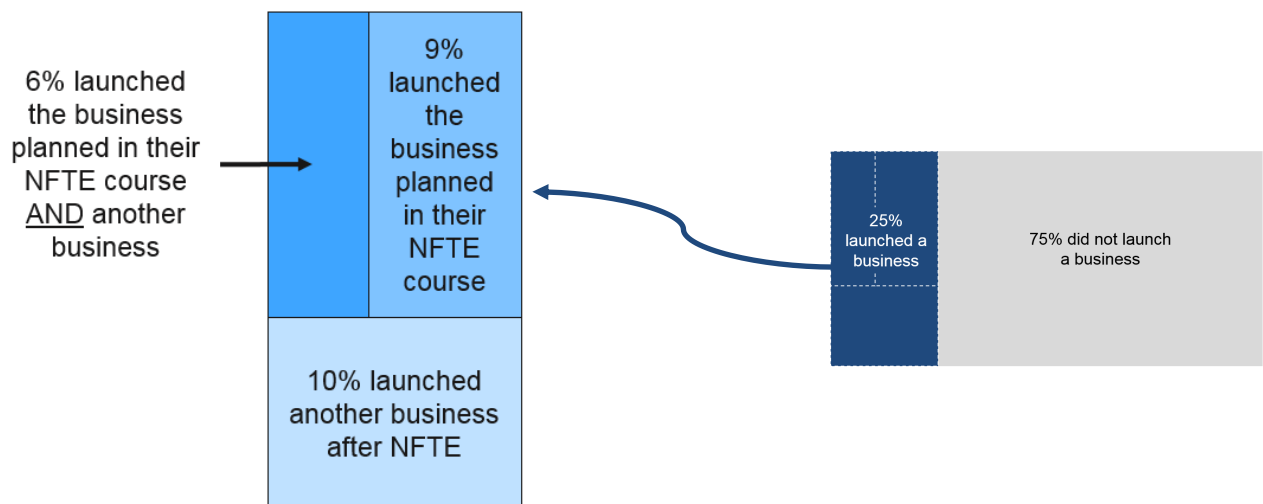 6% launched
the business
planned in their
NFTE course
AND another
business
9%
launched
the
business
planned
in their
NFTE
course
10% launched
another business
after NFTE
25%
launched a
business
75% did not launch
a business